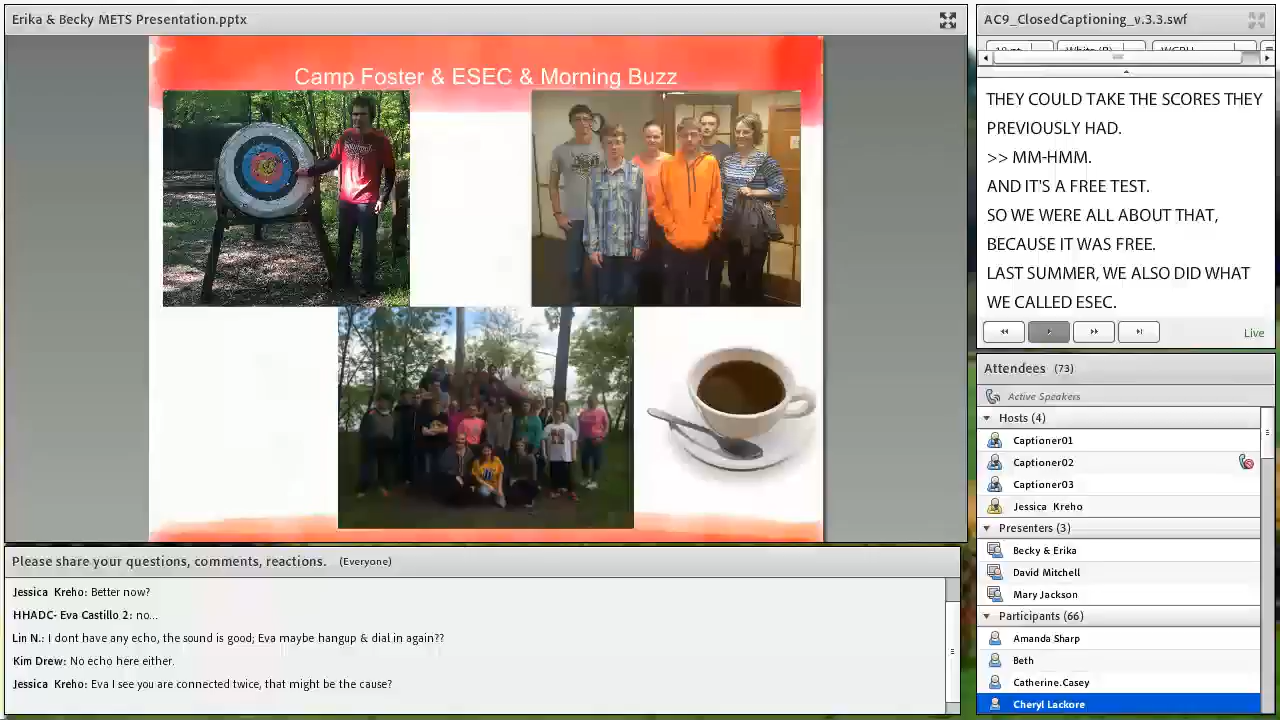 Erika & Becky METS Presentation.pptx
Camp Foster & ESEC & Morning Buzz
AC9_ClosedCaptioning_v.3.3.swf
THEY COULD TAKE THE SCORES THEY
PREVIOUSLY HAD.
>> MM-HMM.
AND IT'S A FREE TEST.
SO WE WERE ALL ABOUT THAT,
BECAUSE IT WAS FREE.
LAST SUMMER, WE ALSO DID WHAT
WE CALLED ESEC.
Live
Attendees (73)
Active Speakers
Hosts (4)
Captioner01
Captioner02
Captioner03
Jessica Kreho
Presenters (3)
Becky & Erika
David Mitchell
Mary Jackson
Participants (66)
Amanda Sharp
Beth
Catherine.Casey
Cheryl Lackore
Please share your questions, comments, reactions. (Everyone)
Jessica Kreho: Better now?
HHADC- Eva Castillo 2: no...
Lin N.: I dont have any echo, the sound is good; Eva maybe hangup & dial in again??
Kim Drew: No echo here either.
Jessica Kreho: Eva I see you are connected twice, that might be the cause?